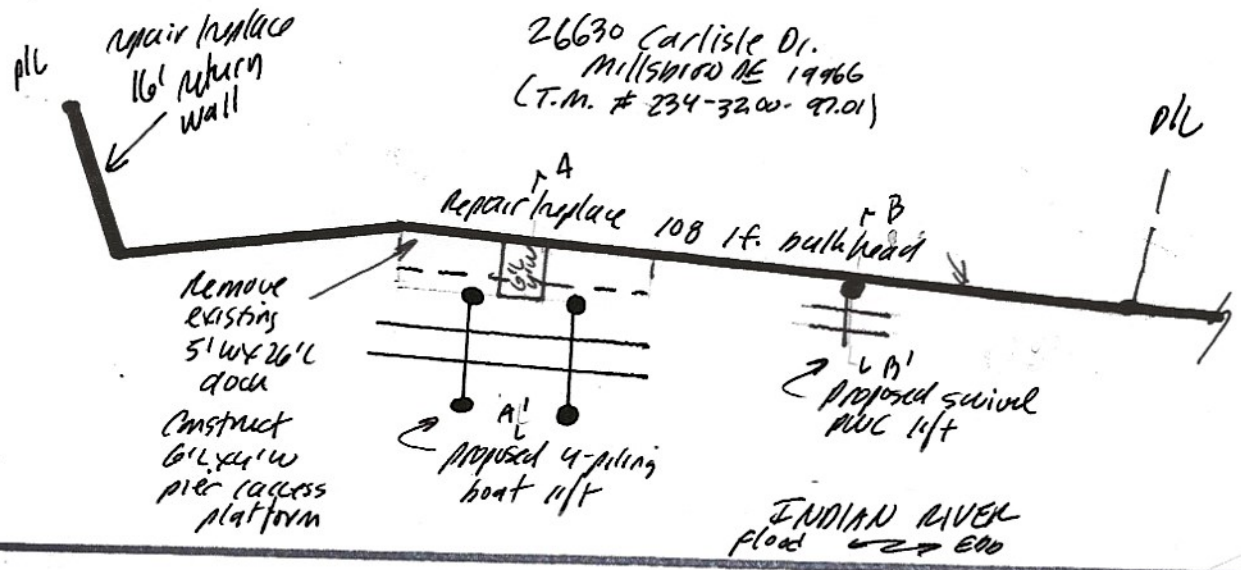 26630 Carlisle Dr.
Millsboro DE 19966
(T.M. # 234-32.00-97.01)
P/L
repair/replace
16' return
wall
P/L
A
Repair/replace 108 l.f. bulkhead
B
6'L
4'W
Remove
existing
5'W x 26'L
dock
Construct
6'L x 4'W
pier access
platform
A'
proposed 4-piling
boat lift
B'
proposed swivel
PWC lift
INDIAN RIVER
Flood Ebb